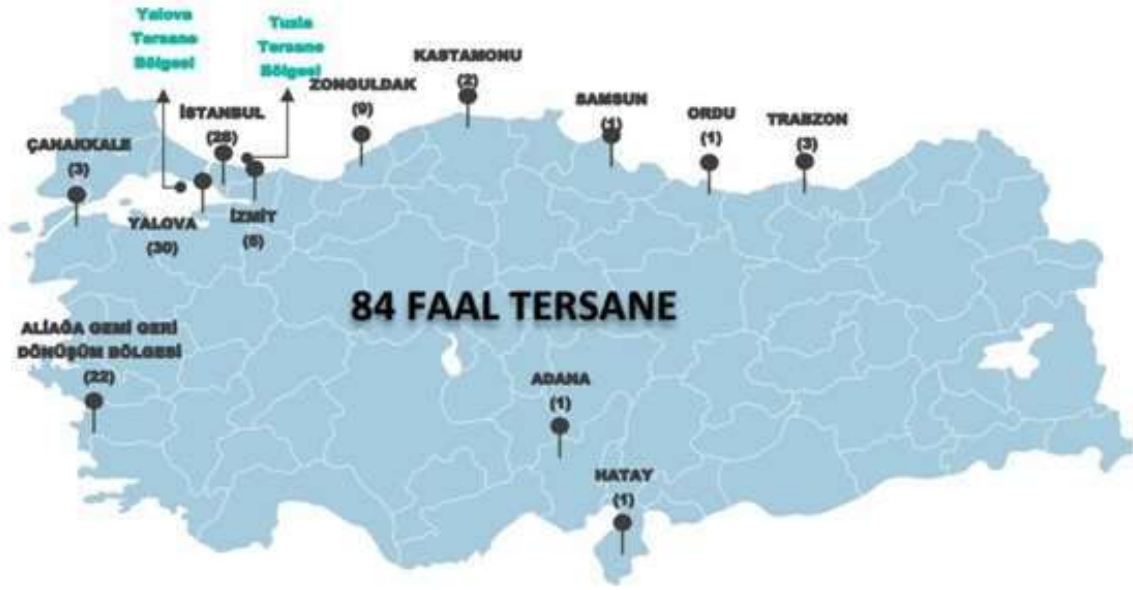 Yalova
Tersane
Bölgesi
Tuzla
Tersane
Bölgesi
KASTAMONU
(2)
ZONGULDAK
(9)
SAMSUN
(1)
ORDU
(1)
TRABZON
(3)
İSTANBUL
(28)
ÇANAKKALE
(3)
YALOVA
(30)
İZMİT
(5)
84 FAAL TERSANE
ALİAĞA GEMİ GERİ
DÖNÜŞÜM BÖLGESİ
(22)
ADANA
(1)
HATAY
(1)